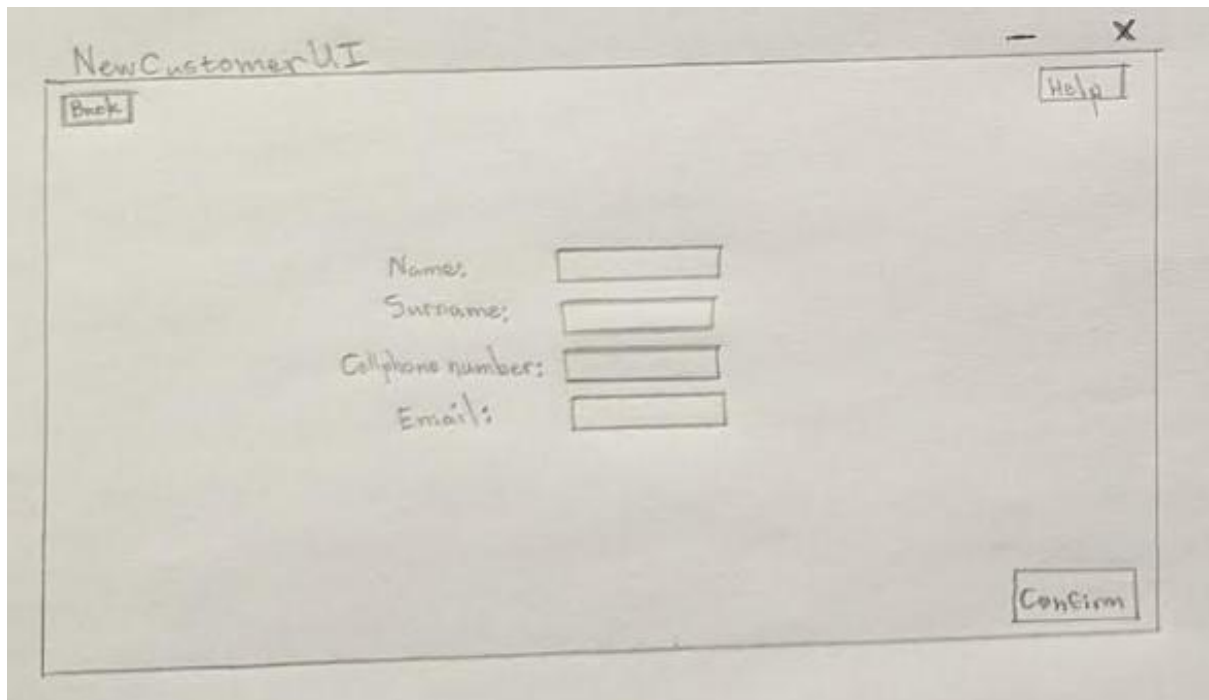 NewCustomerUI
— X
Back
Help
Name:
Surname:
Cellphone number:
Email:
Confirm